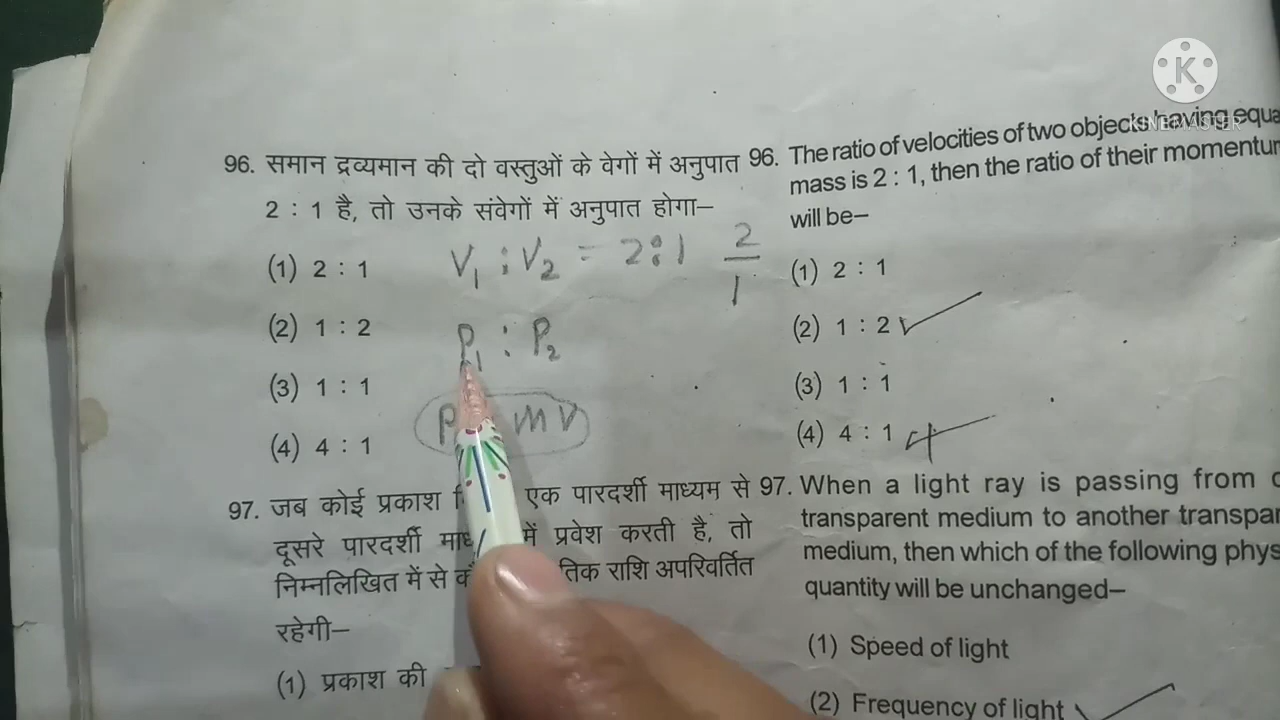 K
KINEMASTER
96. समान द्रव्यमान की दो वस्तुओं के वेगों में अनुपात
2 : 1 है, तो उनके संवेगों में अनुपात होगा–
(1) 2 : 1
(2) 1 : 2
(3) 1 : 1
(4) 4 : 1
V₁ : V₂ = 2 : 1
2/1
P₁ : P₂
P mv
97. जब कोई प्रकाश एक पारदर्शी माध्यम से
दूसरे पारदर्शी में प्रवेश करती है, तो
निम्नलिखित में से अपरिवर्तित
रहेगी–
(1) प्रकाश की
96. The ratio of velocities of two objects having
mass is 2 : 1, then the ratio of their
will be–
(1) 2 : 1
(2) 1 : 2
(3) 1 : 1
(4) 4 : 1
97. When a light ray is passing from
transparent medium to another
medium, then which of the following
quantity will be unchanged–
(1) Speed of light
(2) Frequency of light